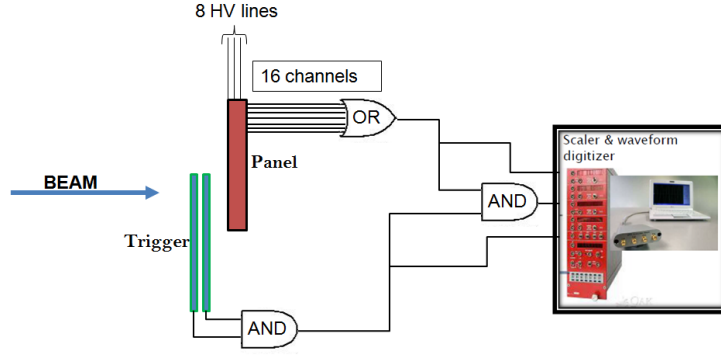 8 HV lines
16 channels
OR
Panel
Scaler & waveform
digitizer
BEAM
AND
Trigger
AND